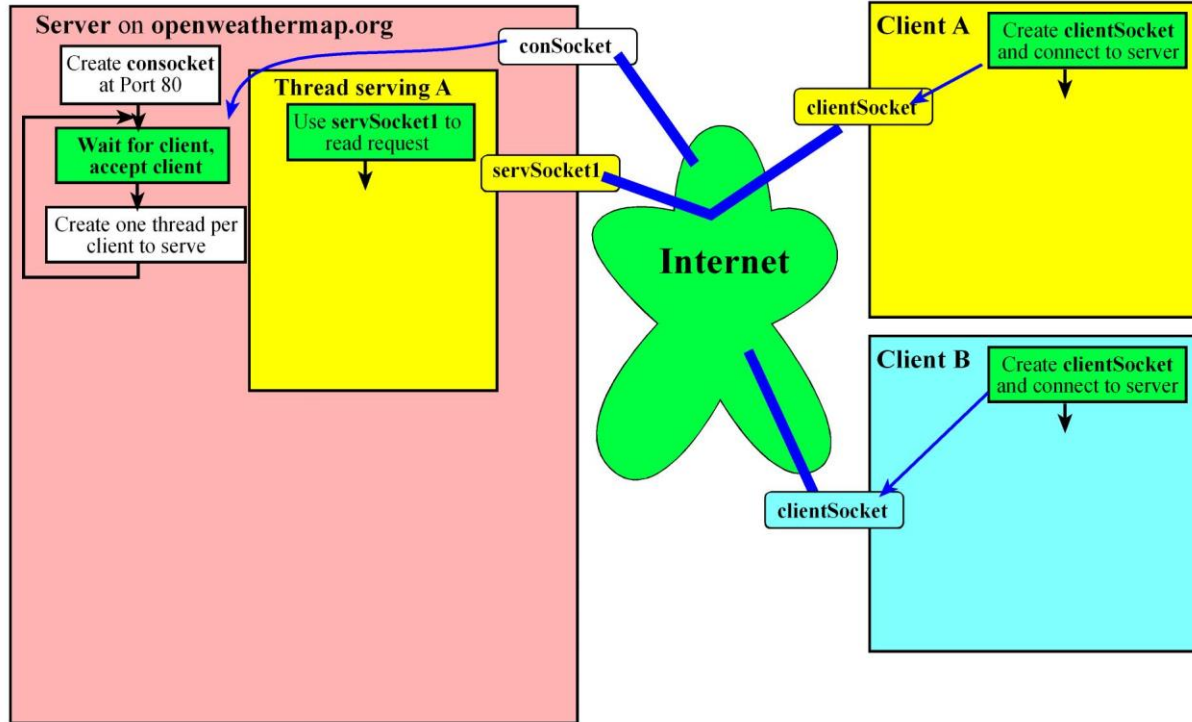 Server on openweathermap.org
Create consocket
at Port 80
Wait for client,
accept client
Create one thread per
client to serve
Thread serving A
Use servSocket1 to
read request
conSocket
servSocket1
Internet
Client A
Create clientSocket
and connect to server
clientSocket
Client B
Create clientSocket
and connect to server
clientSocket